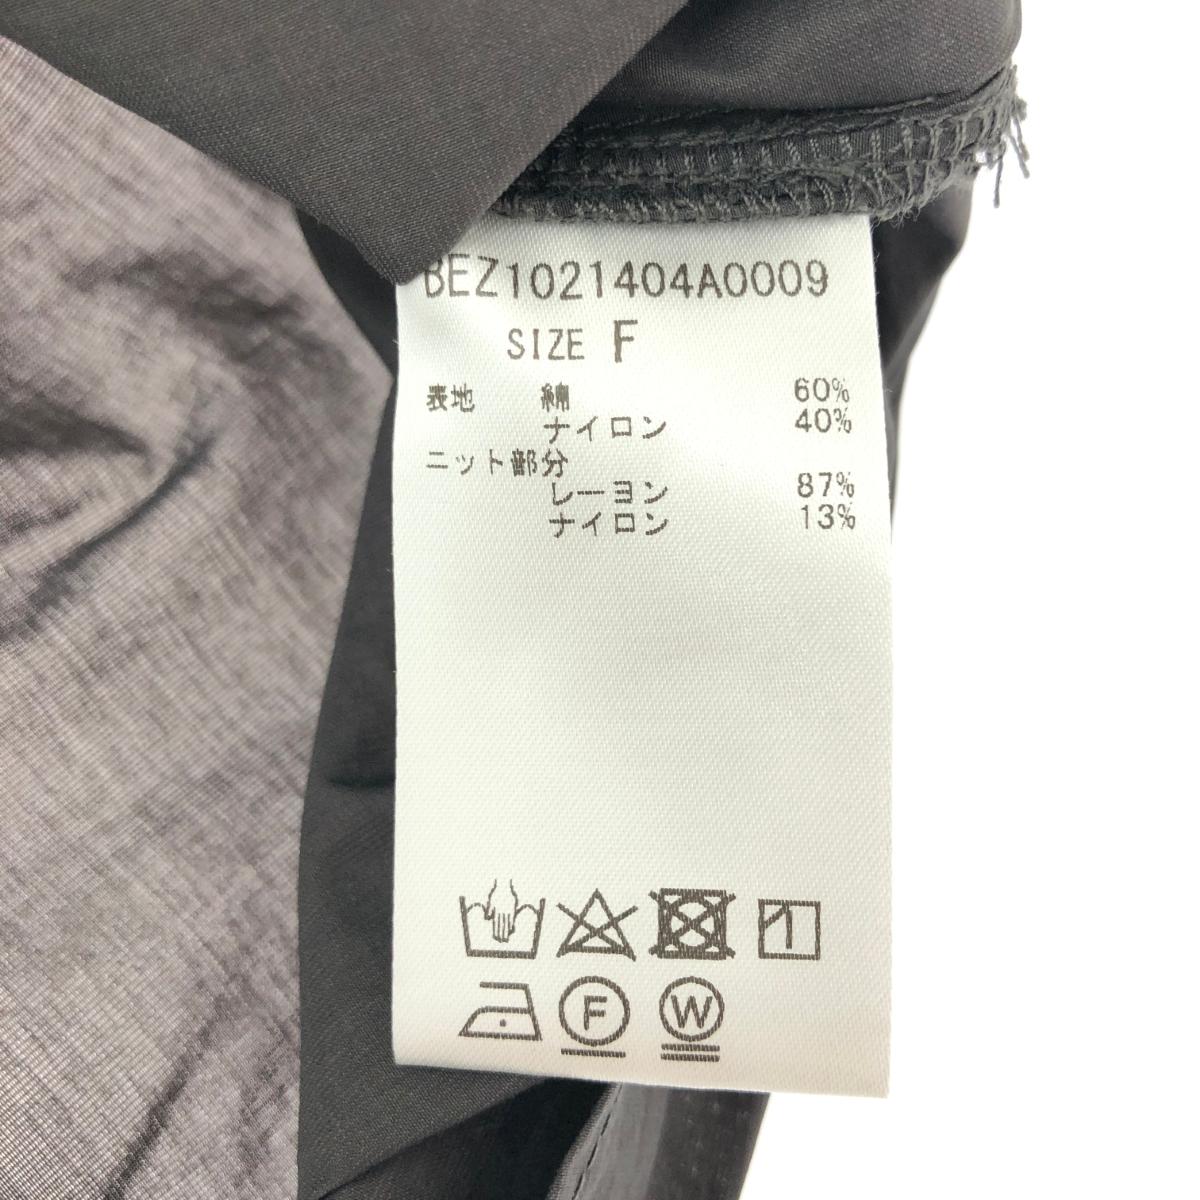 BEZ1021404A0009
SIZE F
表地 綿 60%
ナイロン 40%
ニット部分
レーヨン 87%
ナイロン 13%
F W